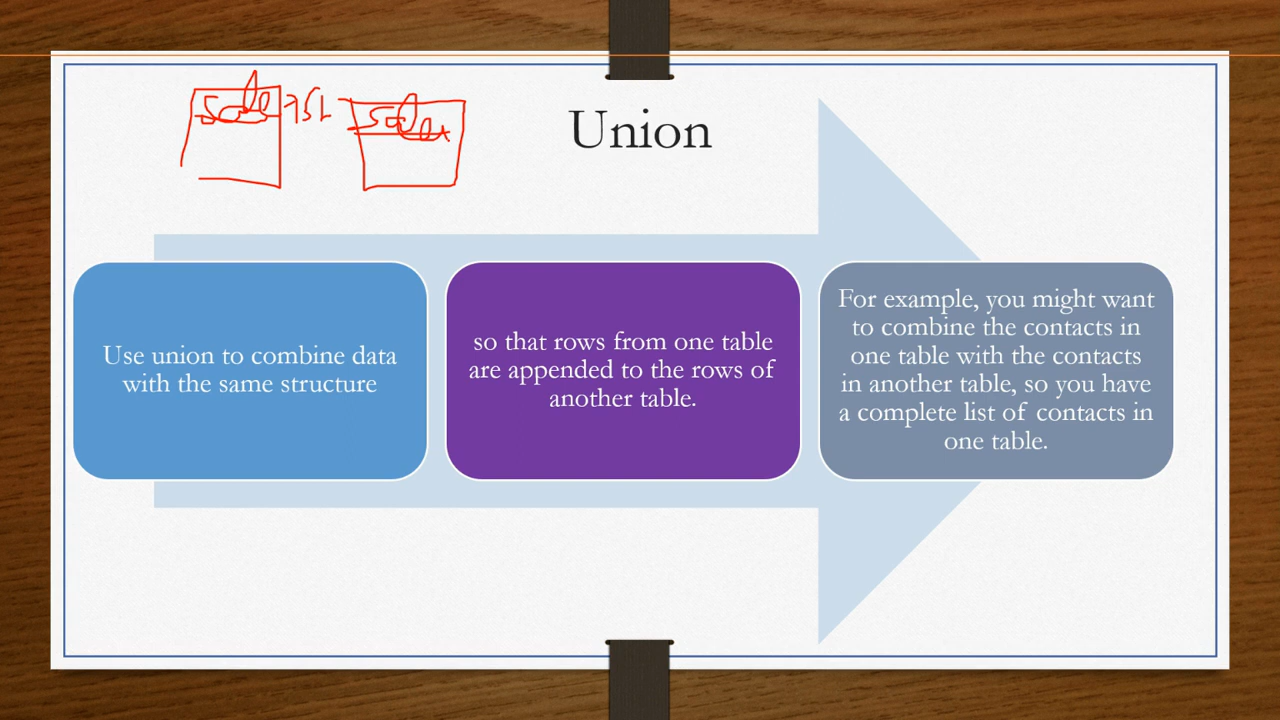 Sales
Sales
Union
Use union to combine data
with the same structure
so that rows from one table
are appended to the rows of
another table.
For example, you might want
to combine the contacts in
one table with the contacts
in another table, so you have
a complete list of contacts in
one table.